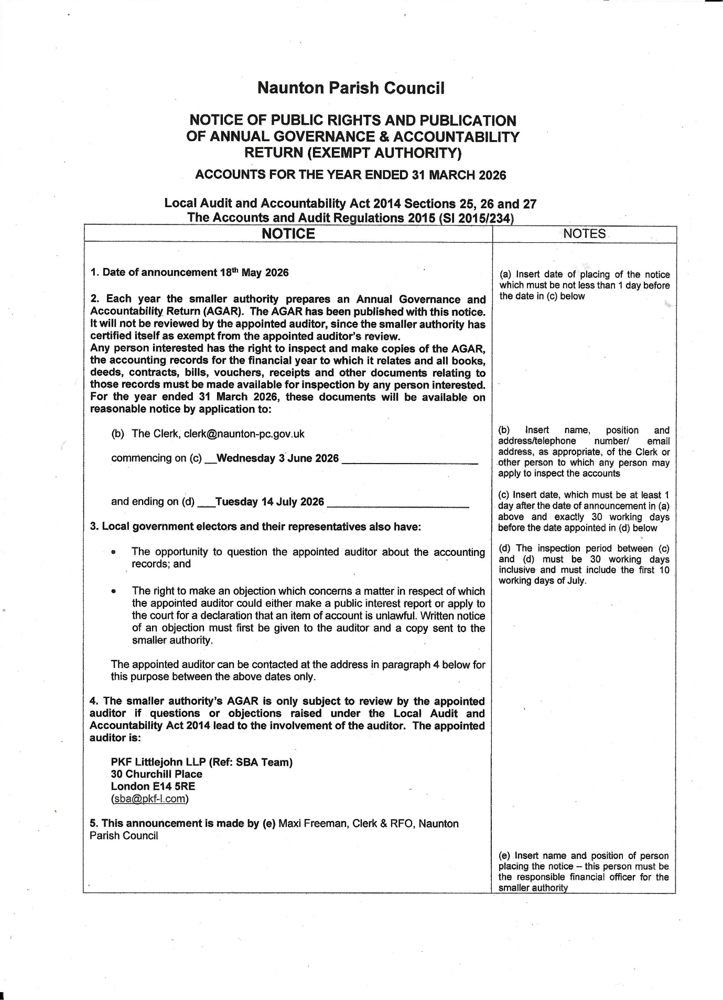 Naunton Parish Council
NOTICE OF PUBLIC RIGHTS AND PUBLICATION
OF ANNUAL GOVERNANCE & ACCOUNTABILITY
RETURN (EXEMPT AUTHORITY)
ACCOUNTS FOR THE YEAR ENDED 31 MARCH 2026
Local Audit and Accountability Act 2014 Sections 25, 26 and 27
The Accounts and Audit Regulations 2015 (SI 2015/234)
NOTICE
1. Date of announcement 18th May 2026
2. Each year the smaller authority prepares an Annual Governance and
Accountability Return (AGAR). The AGAR has been published with this notice.
It will not be reviewed by the appointed auditor, since the smaller authority has
certified itself as exempt from the appointed auditor's review.
Any person interested has the right to inspect and make copies of the AGAR,
the accounting records for the financial year to which it relates and all books,
deeds, contracts, bills, vouchers, receipts and other documents relating to
those records must be made available for inspection by any person interested.
For the year ended 31 March 2026, these documents will be available on
reasonable notice by application to:
(b) The Clerk, clerk@naunton-pc.gov.uk
commencing on (c) __Wednesday 3 June 2026 ________________________
and ending on (d) ___Tuesday 14 July 2026 _________________________
3. Local government electors and their representatives also have:
• The opportunity to question the appointed auditor about the accounting
records; and
• The right to make an objection which concerns a matter in respect of which
the appointed auditor could either make a public interest report or apply to
the court for a declaration that an item of account is unlawful. Written notice
of an objection must first be given to the auditor and a copy sent to the
smaller authority.
The appointed auditor can be contacted at the address in paragraph 4 below for
this purpose between the above dates only.
4. The smaller authority's AGAR is only subject to review by the appointed
auditor if questions or objections raised under the Local Audit and
Accountability Act 2014 lead to the involvement of the auditor. The appointed
auditor is:
PKF Littlejohn LLP (Ref: SBA Team)
30 Churchill Place
London E14 5RE
(sba@pkf-l.com)
5. This announcement is made by (e) Maxi Freeman, Clerk & RFO, Naunton
Parish Council
NOTES
(a) Insert date of placing of the notice
which must be not less than 1 day before
the date in (c) below
(b) Insert name, position and
address/telephone number/ email
address, as appropriate, of the Clerk or
other person to which any person may
apply to inspect the accounts
(c) Insert date, which must be at least 1
day after the date of announcement in (a)
above and exactly 30 working days
before the date appointed in (d) below
(d) The inspection period between (c)
and (d) must be 30 working days
inclusive and must include the first 10
working days of July.
(e) Insert name and position of person
placing the notice – this person must be
the responsible financial officer for the
smaller authority